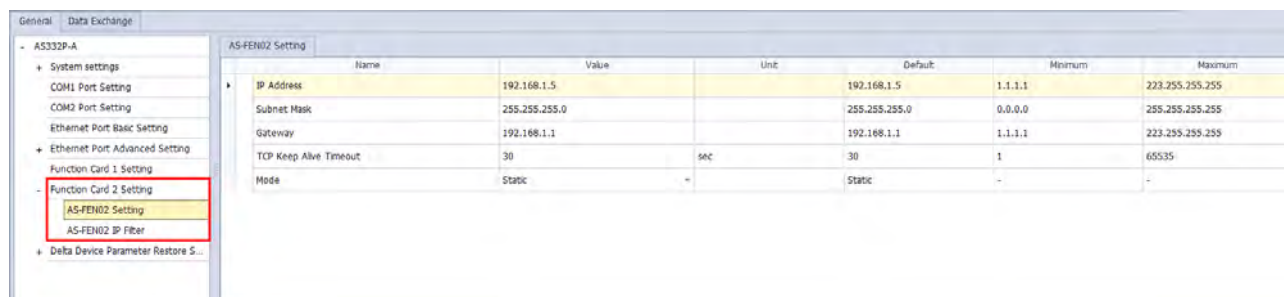 General Data Exchange
- AS332P-A
+ System settings
COM1 Port Setting
COM2 Port Setting
Ethernet Port Basic Setting
+ Ethernet Port Advanced Setting
Function Card 1 Setting
- Function Card 2 Setting
AS-FEN02 Setting
AS-FEN02 IP Filter
+ Delta Device Parameter Restore S...
AS-FEN02 Setting
Name Value Unit Default Minimum Maximum
IP Address 192.168.1.5 192.168.1.5 1.1.1.1 223.255.255.255
Subnet Mask 255.255.255.0 255.255.255.0 0.0.0.0 255.255.255.255
Gateway 192.168.1.1 192.168.1.1 1.1.1.1 223.255.255.255
TCP Keep Alive Timeout 30 sec 30 1 65535
Mode Static Static - -